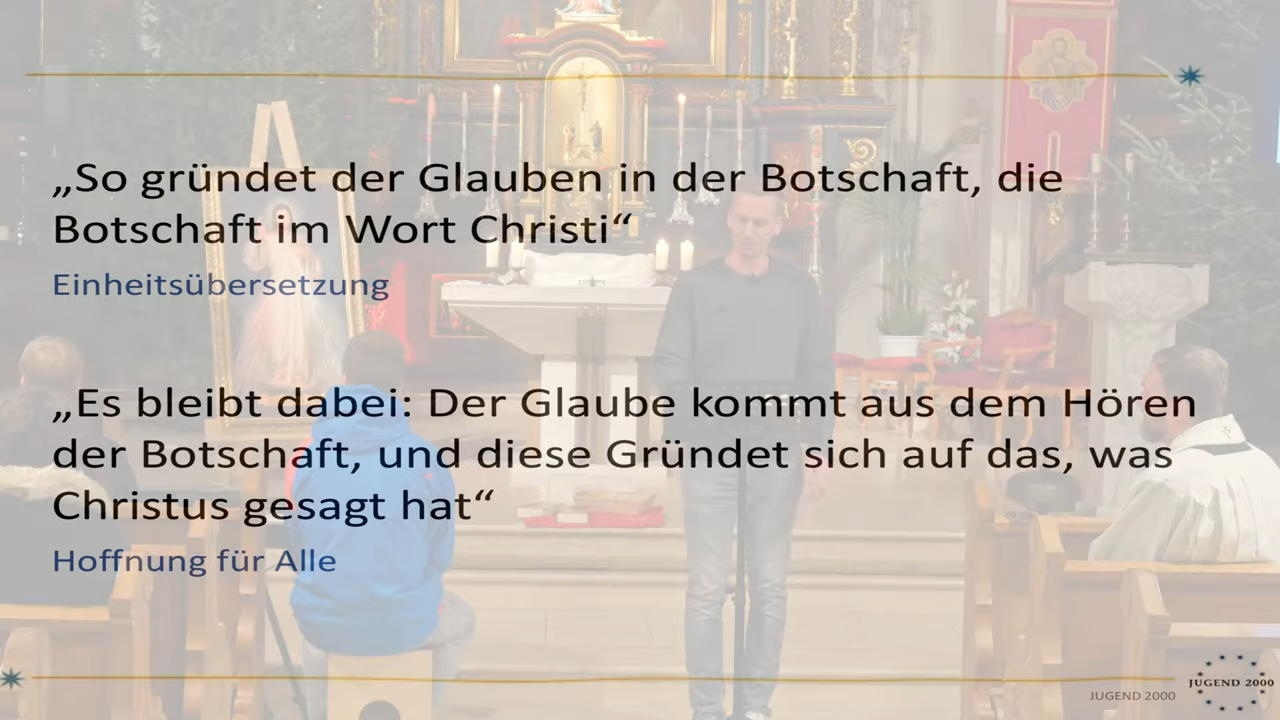 „So gründet der Glauben in der Botschaft, die
Botschaft im Wort Christi“
Einheitsübersetzung
„Es bleibt dabei: Der Glaube kommt aus dem Hören
der Botschaft, und diese Gründet sich auf das, was
Christus gesagt hat“
Hoffnung für Alle
JUGEND 2000
JUGEND 2000